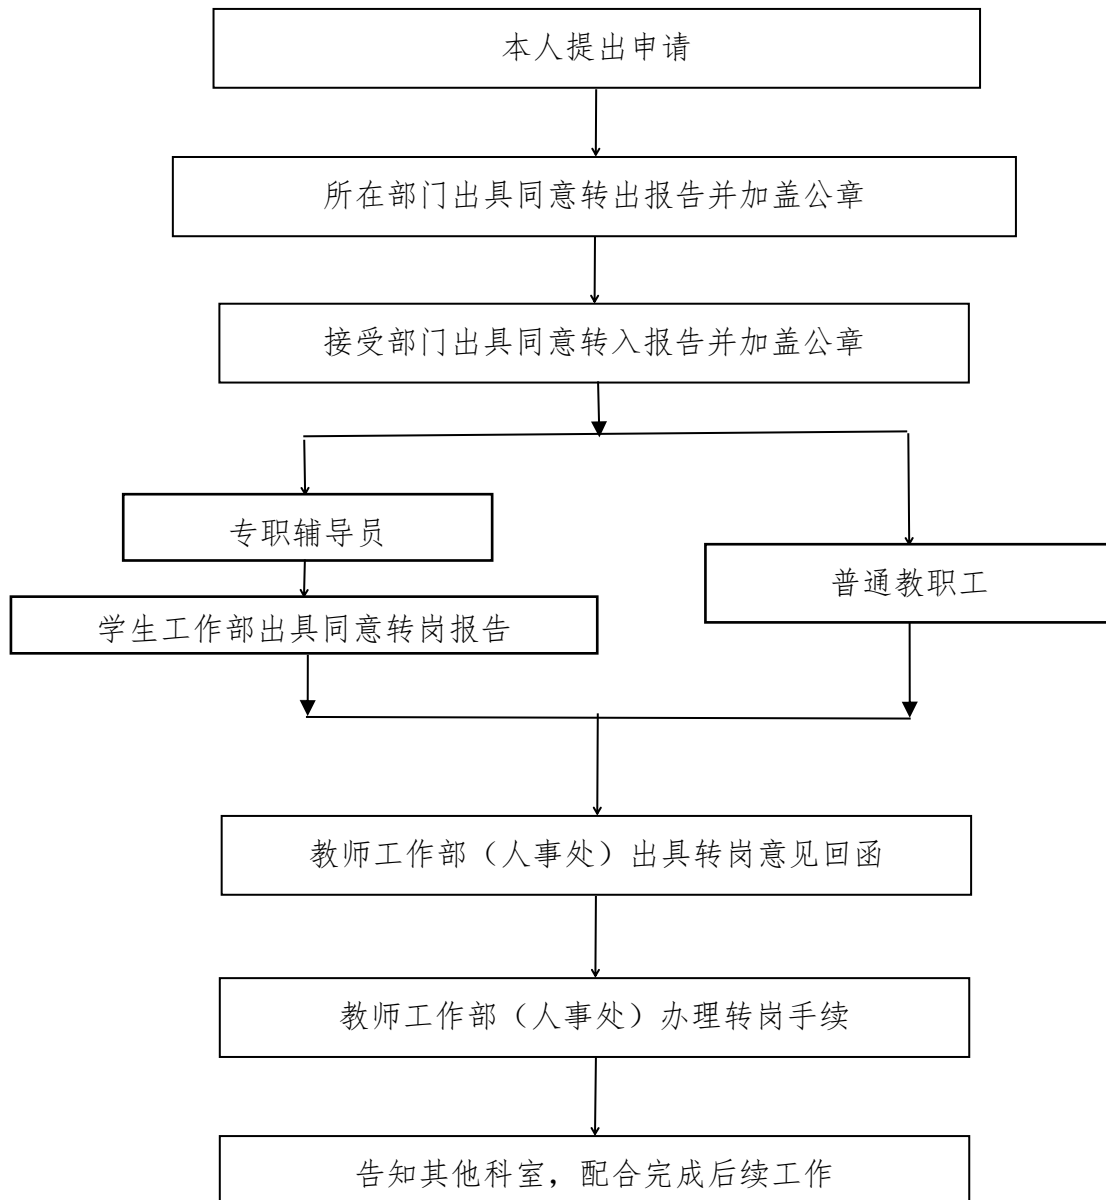 本人提出申请
所在部门出具同意转出报告并加盖公章
接受部门出具同意转入报告并加盖公章
专职辅导员
普通教职工
学生工作部出具同意转岗报告
教师工作部（人事处）出具转岗意见回函
教师工作部（人事处）办理转岗手续
告知其他科室，配合完成后续工作